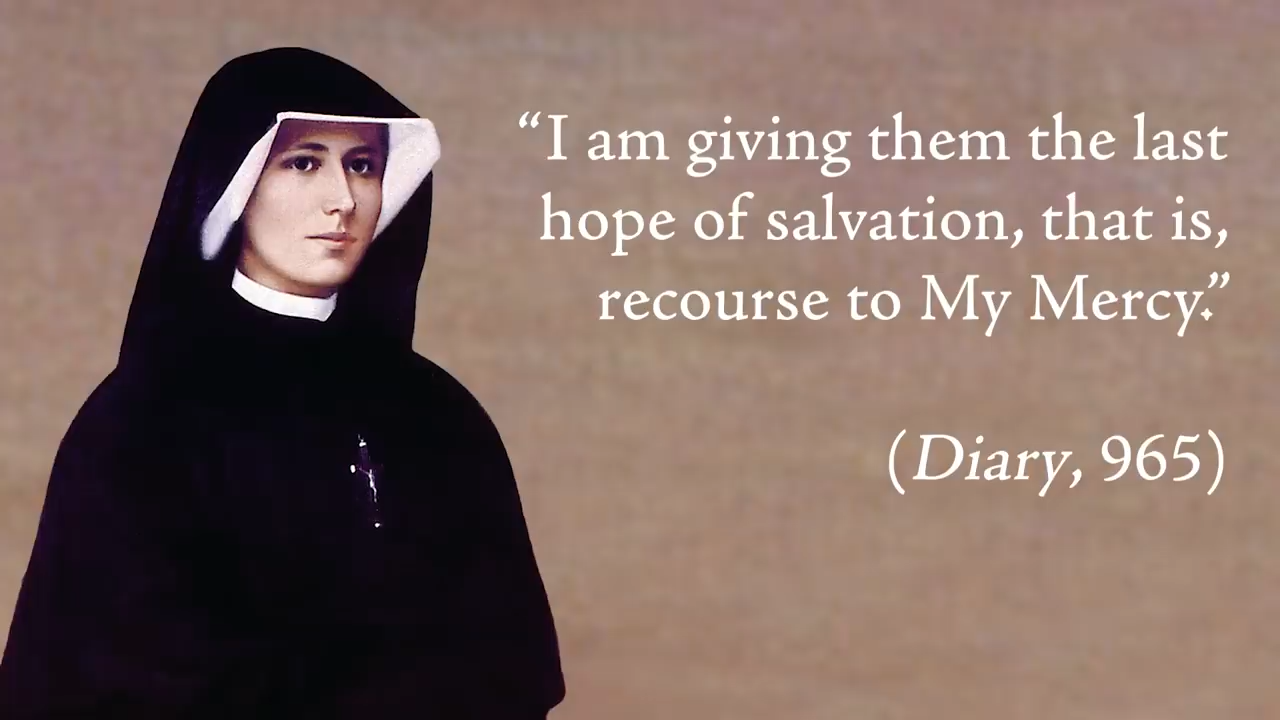 “I am giving them the last
hope of salvation, that is,
recourse to My Mercy.”
(Diary, 965)